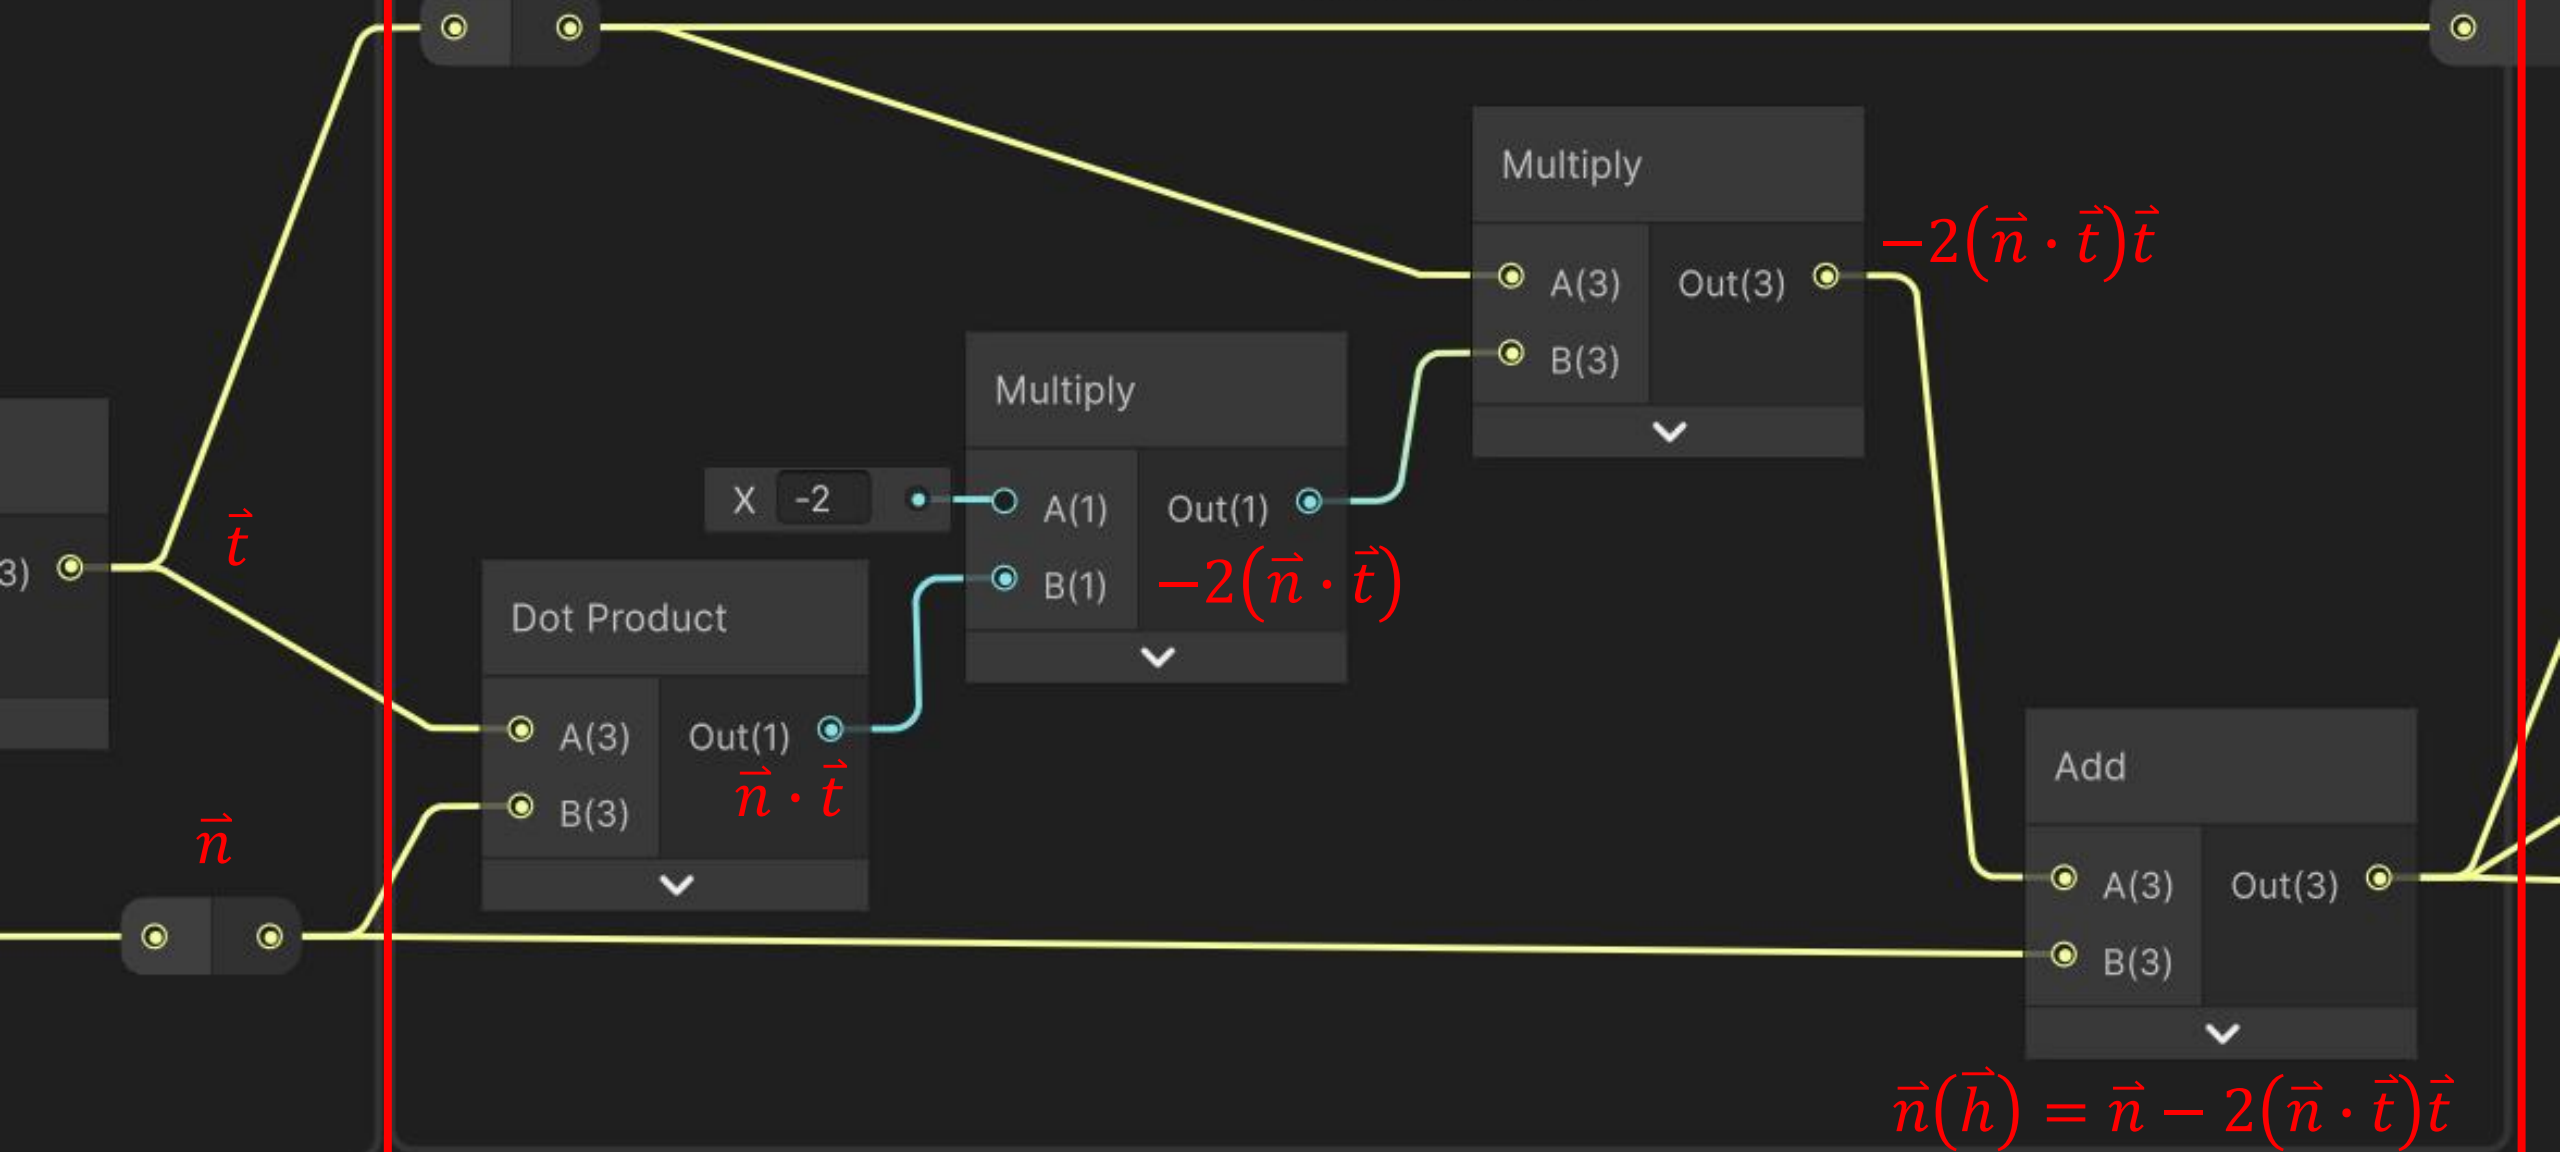 Multiply
A(3) Out(3)
B(3)
−2(n⃗ · t⃗)t⃗
Multiply
X -2
A(1) Out(1)
B(1)
−2(n⃗ · t⃗)
3)
t⃗
Dot Product
A(3) Out(1)
B(3)
n⃗ · t⃗
n⃗
Add
A(3) Out(3)
B(3)
n⃗(h⃗) = n⃗ − 2(n⃗ · t⃗)t⃗